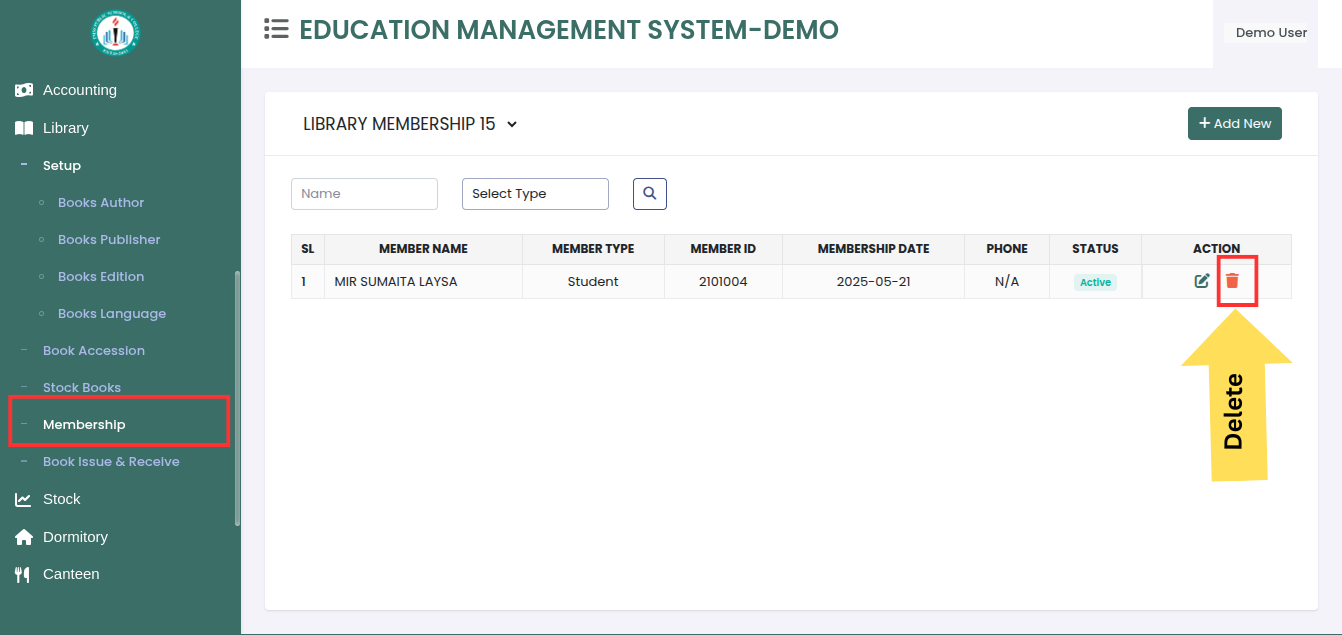 EDUCATION MANAGEMENT SYSTEM-DEMO
Demo User
Accounting
Library
Setup
Books Author
Books Publisher
Books Edition
Books Language
Book Accession
Stock Books
Membership
Book Issue & Receive
Stock
Dormitory
Canteen
LIBRARY MEMBERSHIP 15
+ Add New
Name
Select Type
SL MEMBER NAME MEMBER TYPE MEMBER ID MEMBERSHIP DATE PHONE STATUS ACTION
1 MIR SUMAITA LAYSA Student 2101004 2025-05-21 N/A Active
Delete